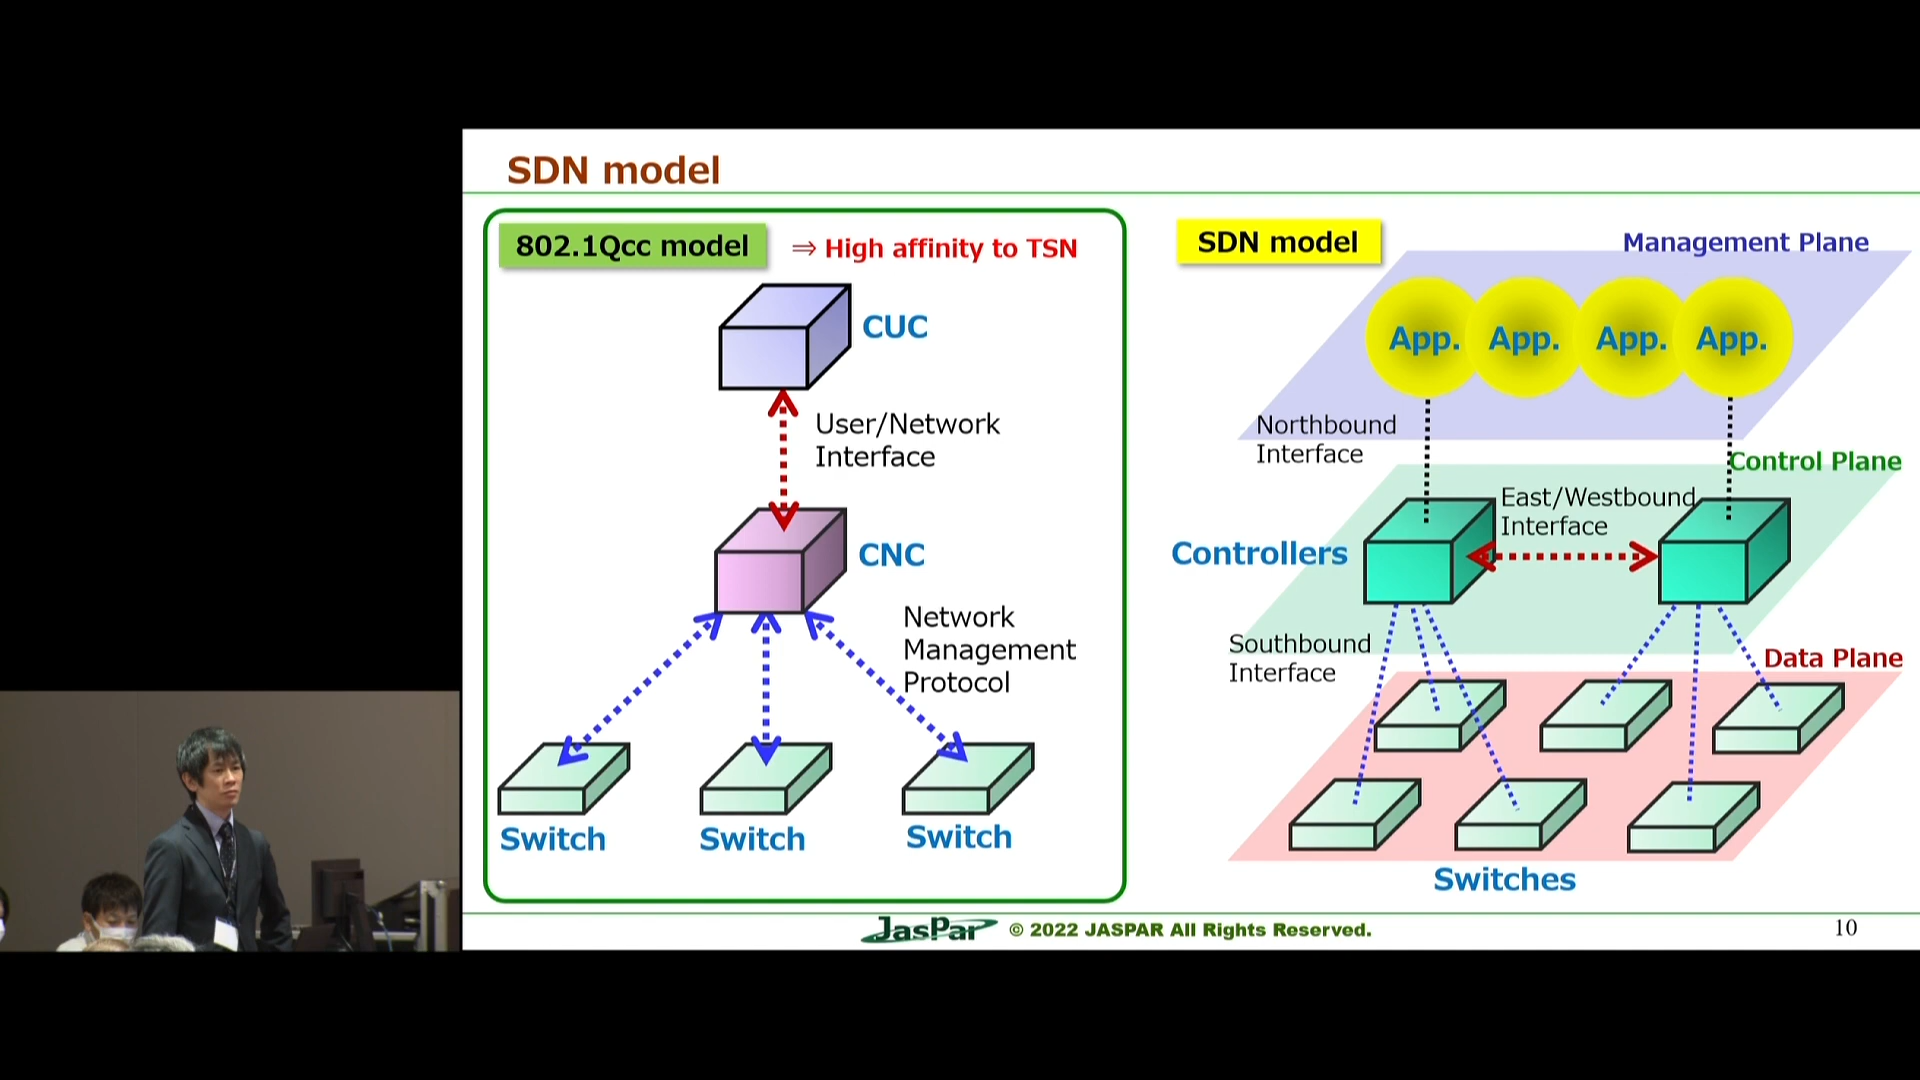 SDN model
802.1Qcc model
⇒ High affinity to TSN
CUC
User/Network
Interface
CNC
Network
Management
Protocol
Switch
Switch
Switch
SDN model
Management Plane
App.
App.
App.
App.
Northbound
Interface
Control Plane
East/Westbound
Interface
Controllers
Southbound
Interface
Data Plane
Switches
JasPar
© 2022 JASPAR All Rights Reserved.
10